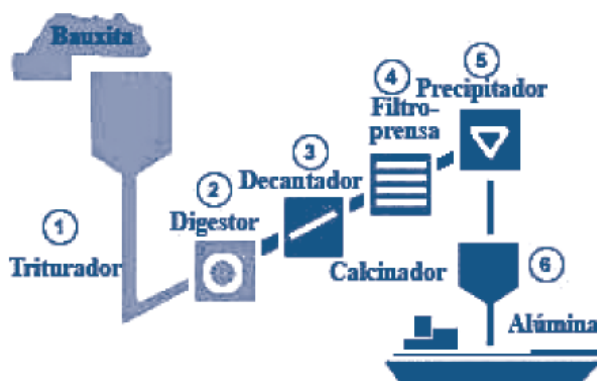 Bauxita
1
Triturador
2
Digestor
3
Decantador
4
Filtro-
prensa
5
Precipitador
Calcinador
6
Alúmina